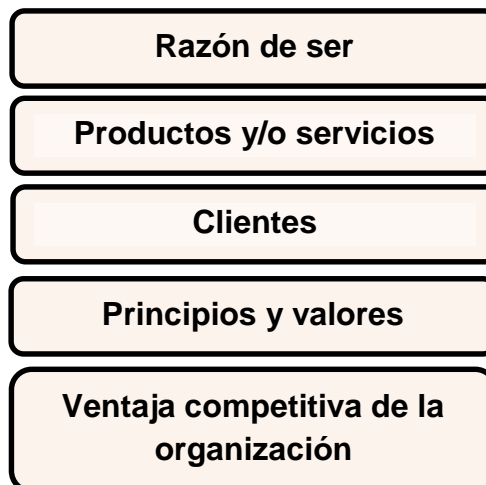 Razón de ser
Productos y/o servicios
Clientes
Principios y valores
Ventaja competitiva de la
organización